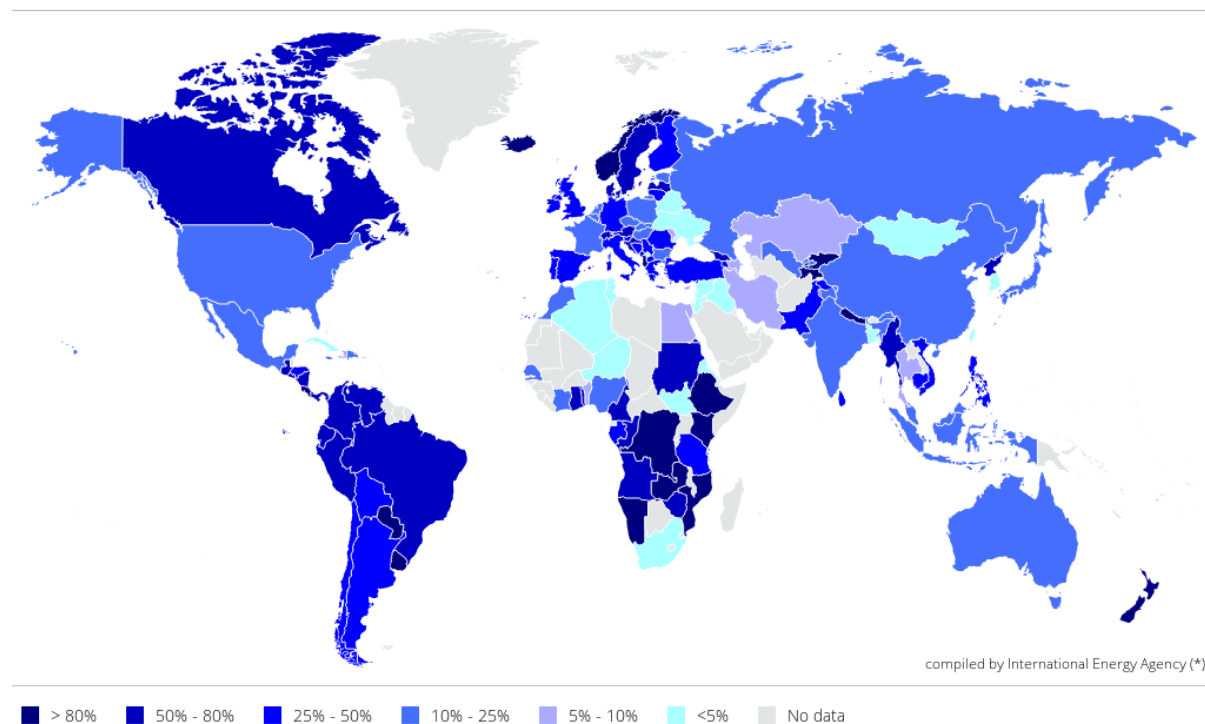 compiled by International Energy Agency (*)
> 80% 50% - 80% 25% - 50% 10% - 25% 5% - 10% <5% No data